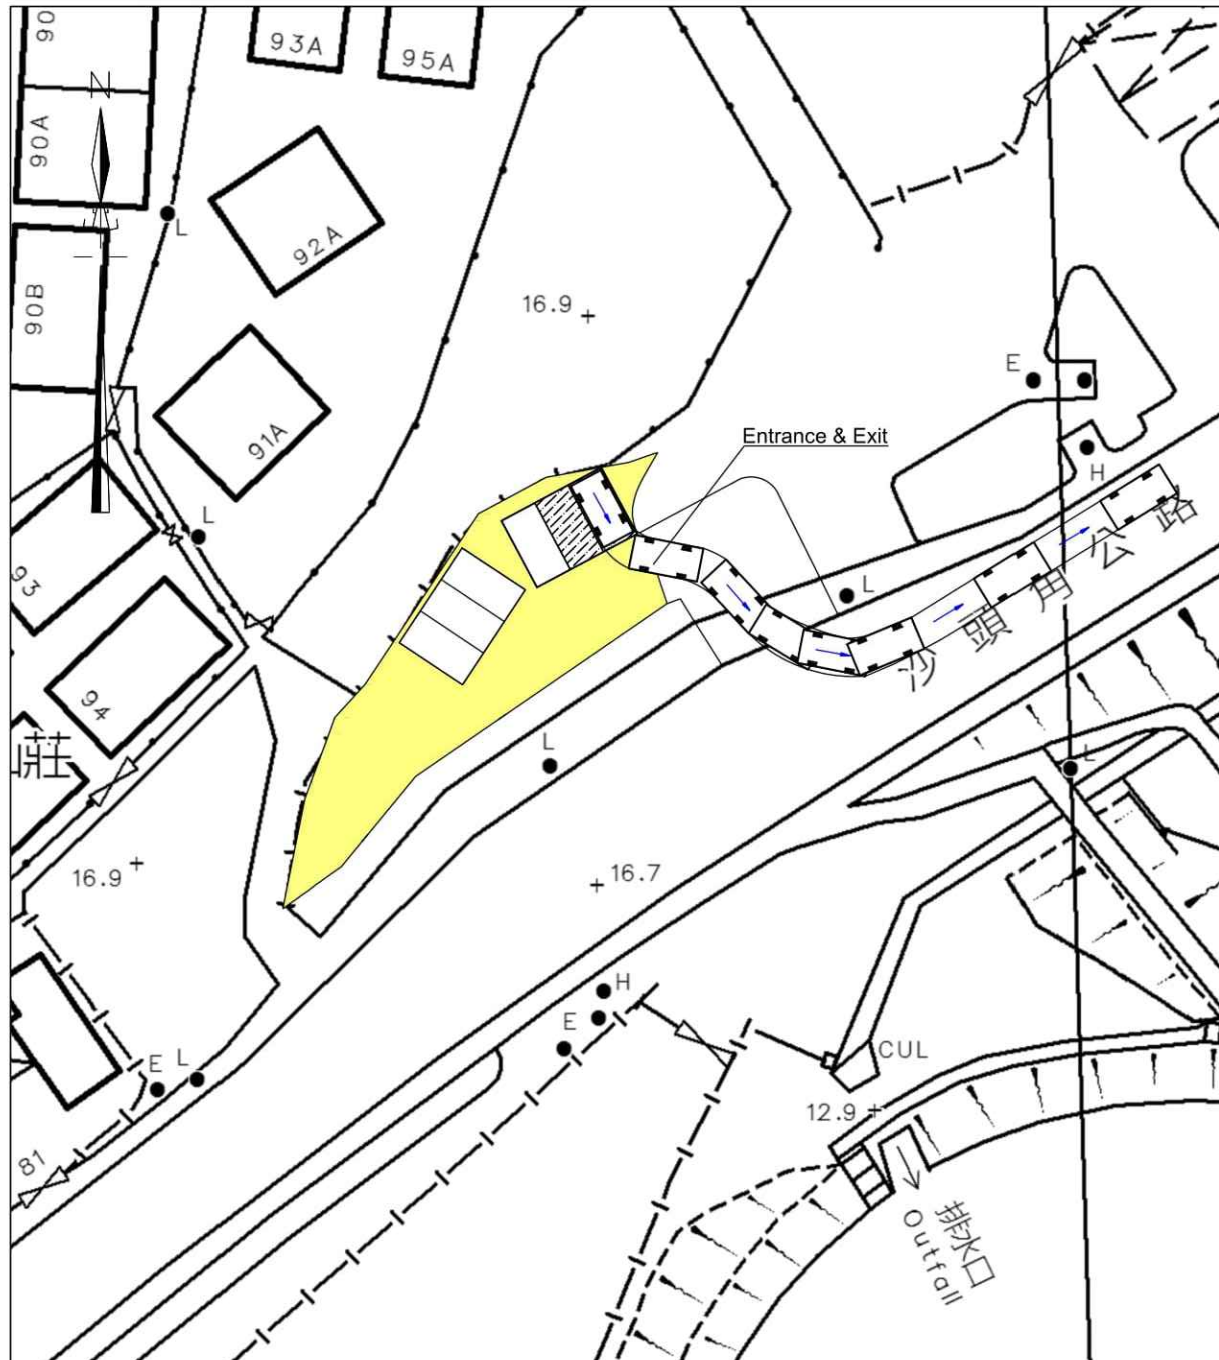 90
93A
95A
N
90A
L
92A
90B
16.9
E
91A
Entrance & Exit
H
L
93
L
沙頭角公路
94
L
L
莊
16.9
16.7
H
E
CUL
E L
12.9
81
排水口
Outfall